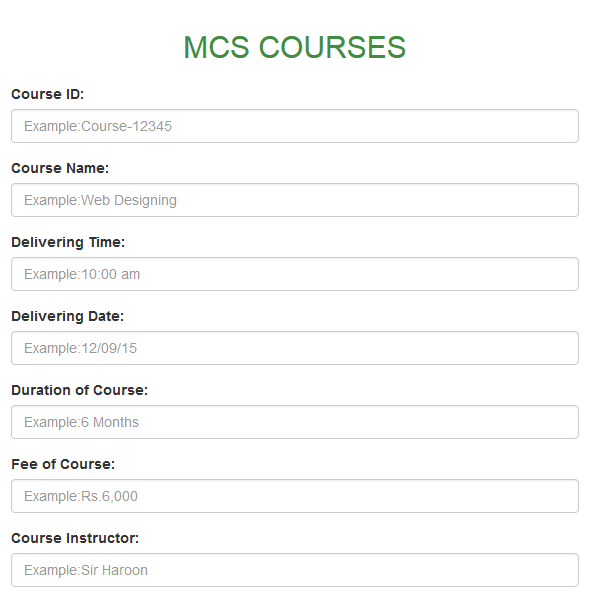 MCS COURSES
Course ID:
Example:Course-12345
Course Name:
Example:Web Designing
Delivering Time:
Example:10:00 am
Delivering Date:
Example:12/09/15
Duration of Course:
Example:6 Months
Fee of Course:
Example:Rs.6,000
Course Instructor:
Example:Sir Haroon